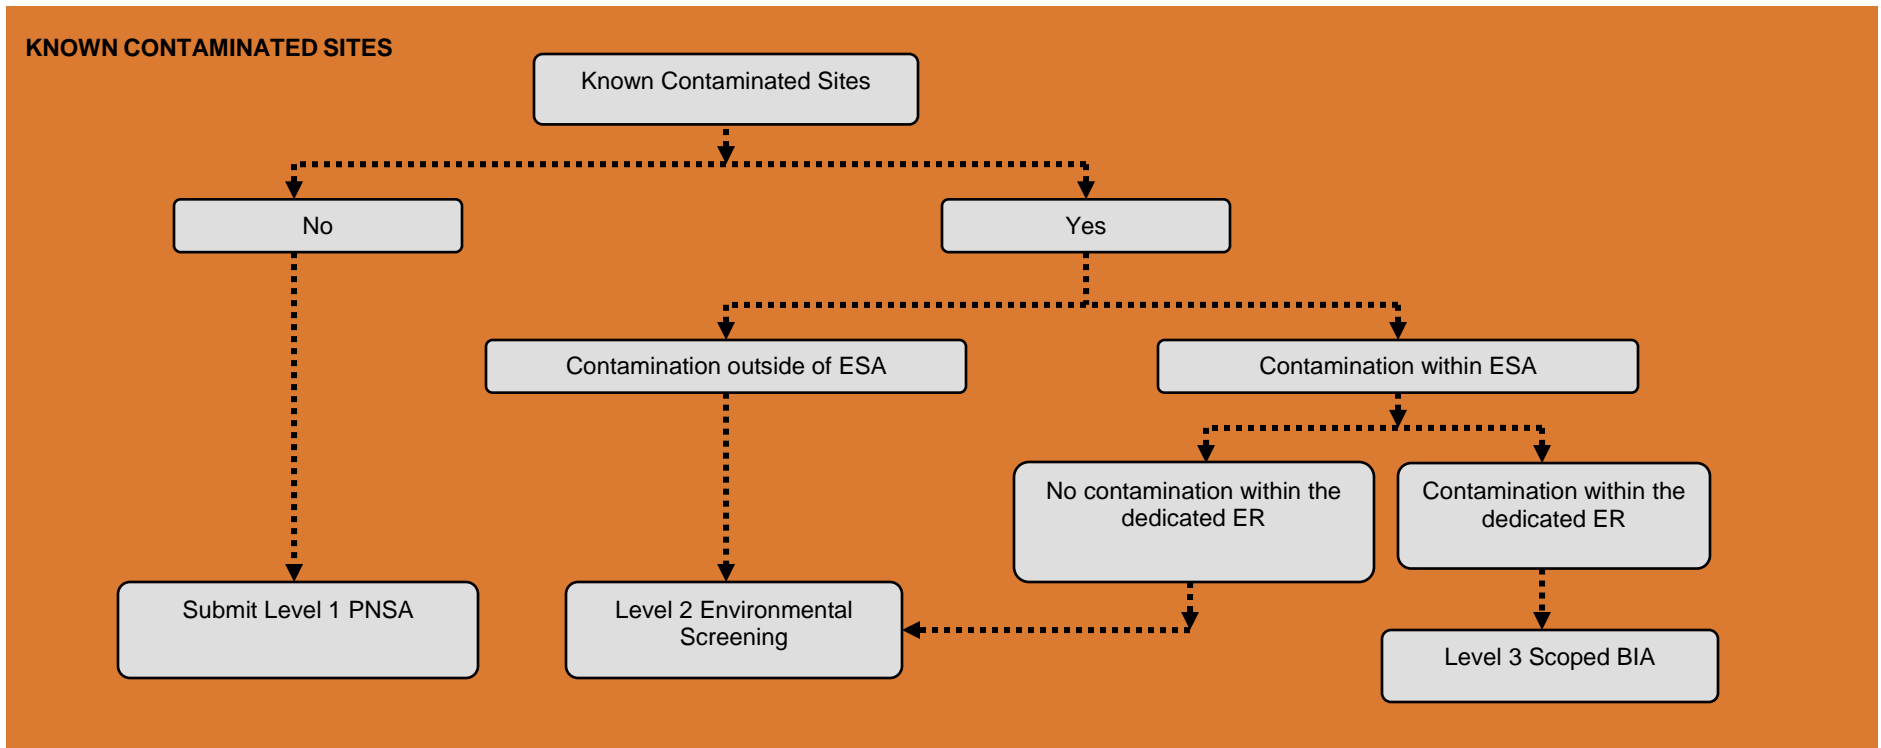 KNOWN CONTAMINATED SITES
Known Contaminated Sites
No
Yes
Contamination outside of ESA
Contamination within ESA
No contamination within the
dedicated ER
Contamination within the
dedicated ER
Submit Level 1 PNSA
Level 2 Environmental
Screening
Level 3 Scoped BIA